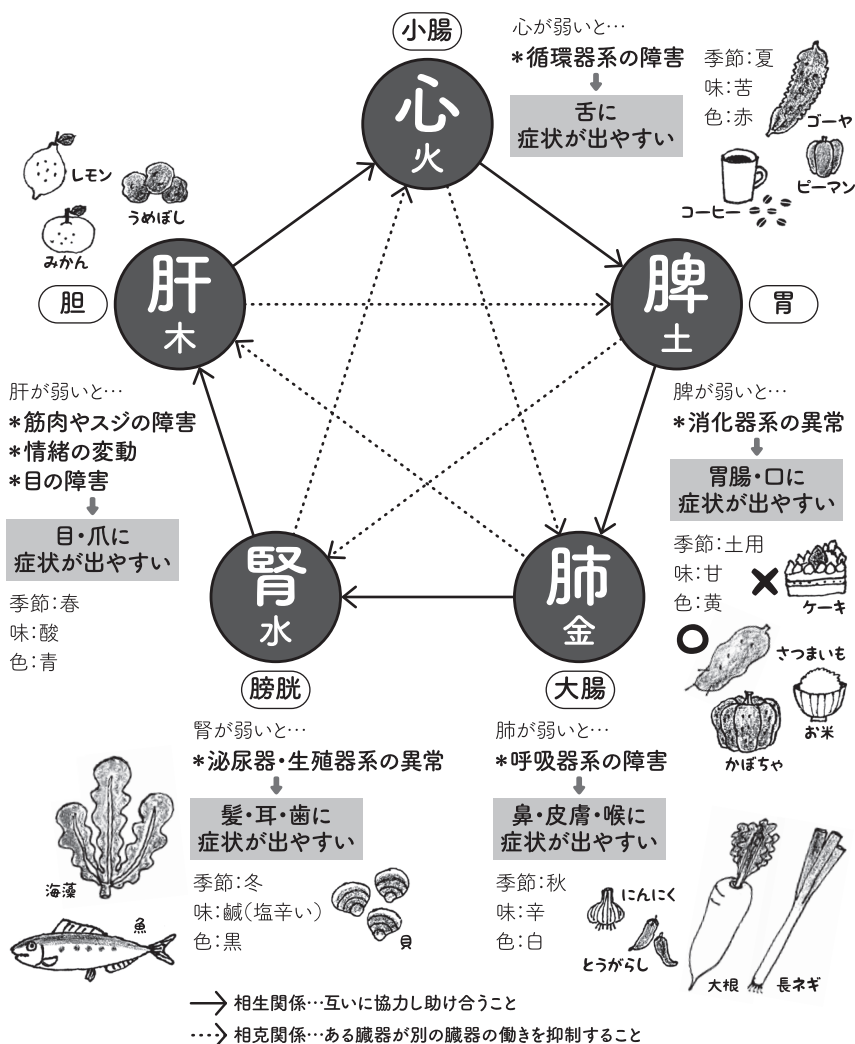 小腸
心
火
心が弱いと…
*循環器系の障害
舌に
症状が出やすい
季節：夏
味：苦
色：赤
ゴーヤ
ピーマン
コーヒー
レモン
うめぼし
みかん
胆
肝
木
肝が弱いと…
*筋肉やスジの障害
*情緒の変動
*目の障害
目・爪に
症状が出やすい
季節：春
味：酸
色：青
脾
土
胃
脾が弱いと…
*消化器系の異常
胃腸・口に
症状が出やすい
季節：土用
味：甘
色：黄
ケーキ
さつまいも
お米
かぼちゃ
腎
水
膀胱
腎が弱いと…
*泌尿器・生殖器系の異常
髪・耳・歯に
症状が出やすい
季節：冬
味：鹹（塩辛い）
色：黒
海藻
魚
貝
肺
金
大腸
肺が弱いと…
*呼吸器系の障害
鼻・皮膚・喉に
症状が出やすい
季節：秋
味：辛
色：白
にんにく
とうがらし
大根
長ネギ
相生関係…互いに協力し助け合うこと
相克関係…ある臓器が別の臓器の働きを抑制すること